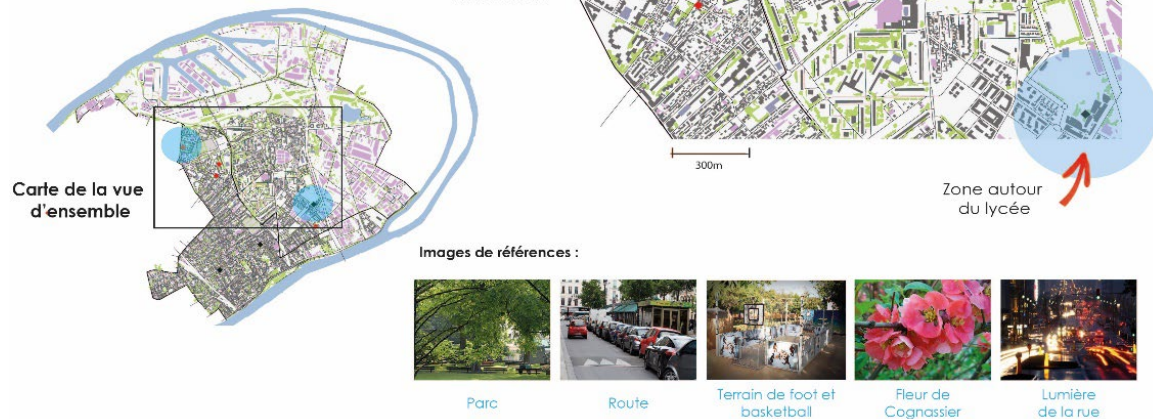 300m
Carte de la vue
d'ensemble
Zone autour
du lycée
Images de références :
Parc
Route
Terrain de foot et
basketball
Fleur de
Cognassier
Lumière
de la rue